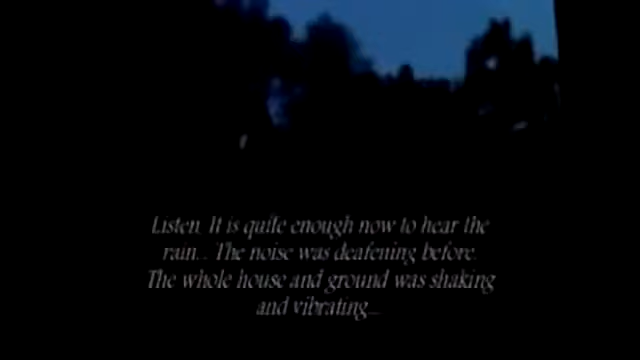 Listen. It is quite enough now to hear the
rain... The noise was deafening before.
The whole house and ground was shaking
and vibrating...